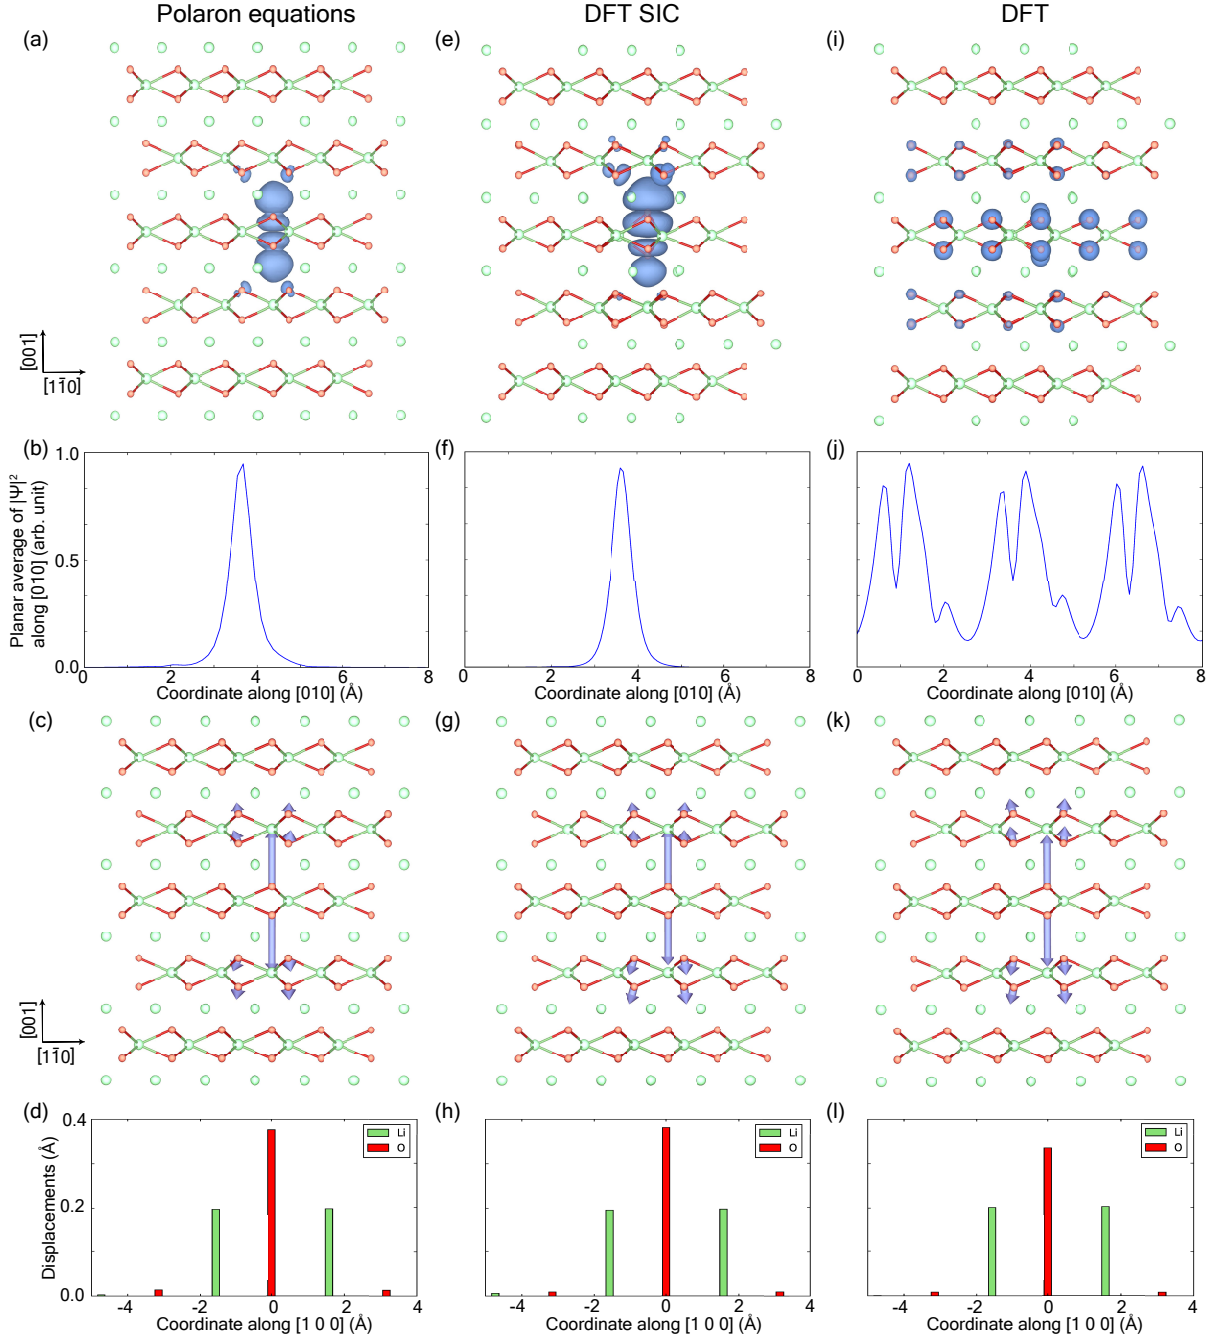 Polaron equations
DFT SIC
DFT
(a)
(e)
(i)
[001]
[11̅0]
(b)
(f)
(j)
Planar average of |Ψ|²
along [010] (arb. unit)
1.0
0.5
0.0
0 2 4 6 8
0 2 4 6 8
0 2 4 6 8
Coordinate along [010] (Å)
Coordinate along [010] (Å)
Coordinate along [010] (Å)
(c)
(g)
(k)
[001]
[11̅0]
(d)
(h)
(l)
Displacements (Å)
0.4
0.2
0.0
Li
O
Li
O
Li
O
-4 -2 0 2 4
-4 -2 0 2 4
-4 -2 0 2 4
Coordinate along [1 0 0] (Å)
Coordinate along [1 0 0] (Å)
Coordinate along [1 0 0] (Å)